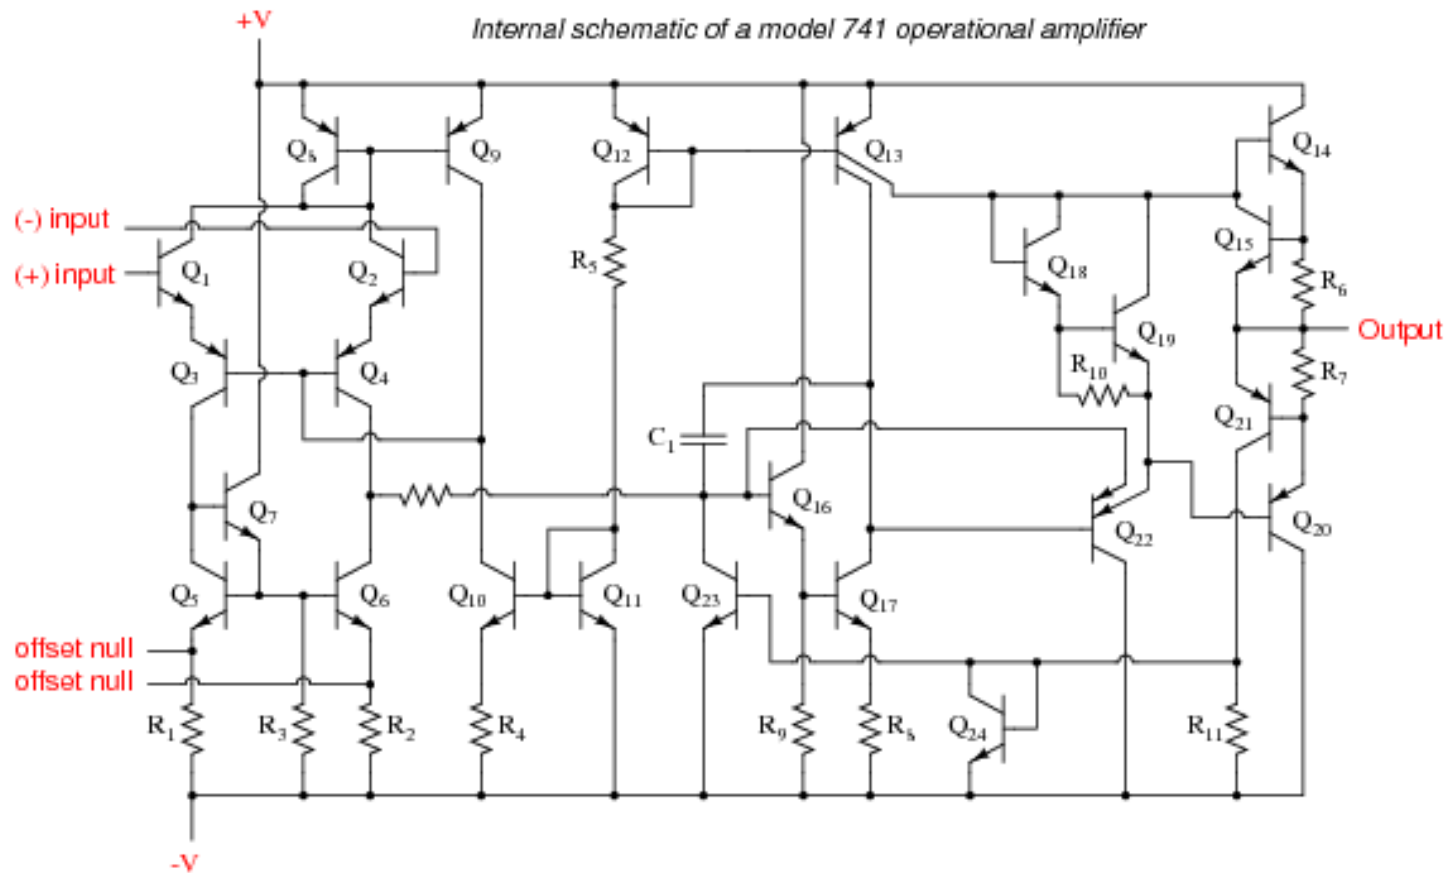 +V
Internal schematic of a model 741 operational amplifier
Q8 Q9 Q12 Q13 Q14
(-) input
(+) input
Q1 Q2 R5 Q18 Q15 R6
Q19 Output
Q3 Q4 R10 R7
C1 Q21
Q7 Q16 Q22 Q20
Q5 Q6 Q10 Q11 Q23 Q17
offset null
offset null
R1 R3 R2 R4 R9 R8 Q24 R11
-V